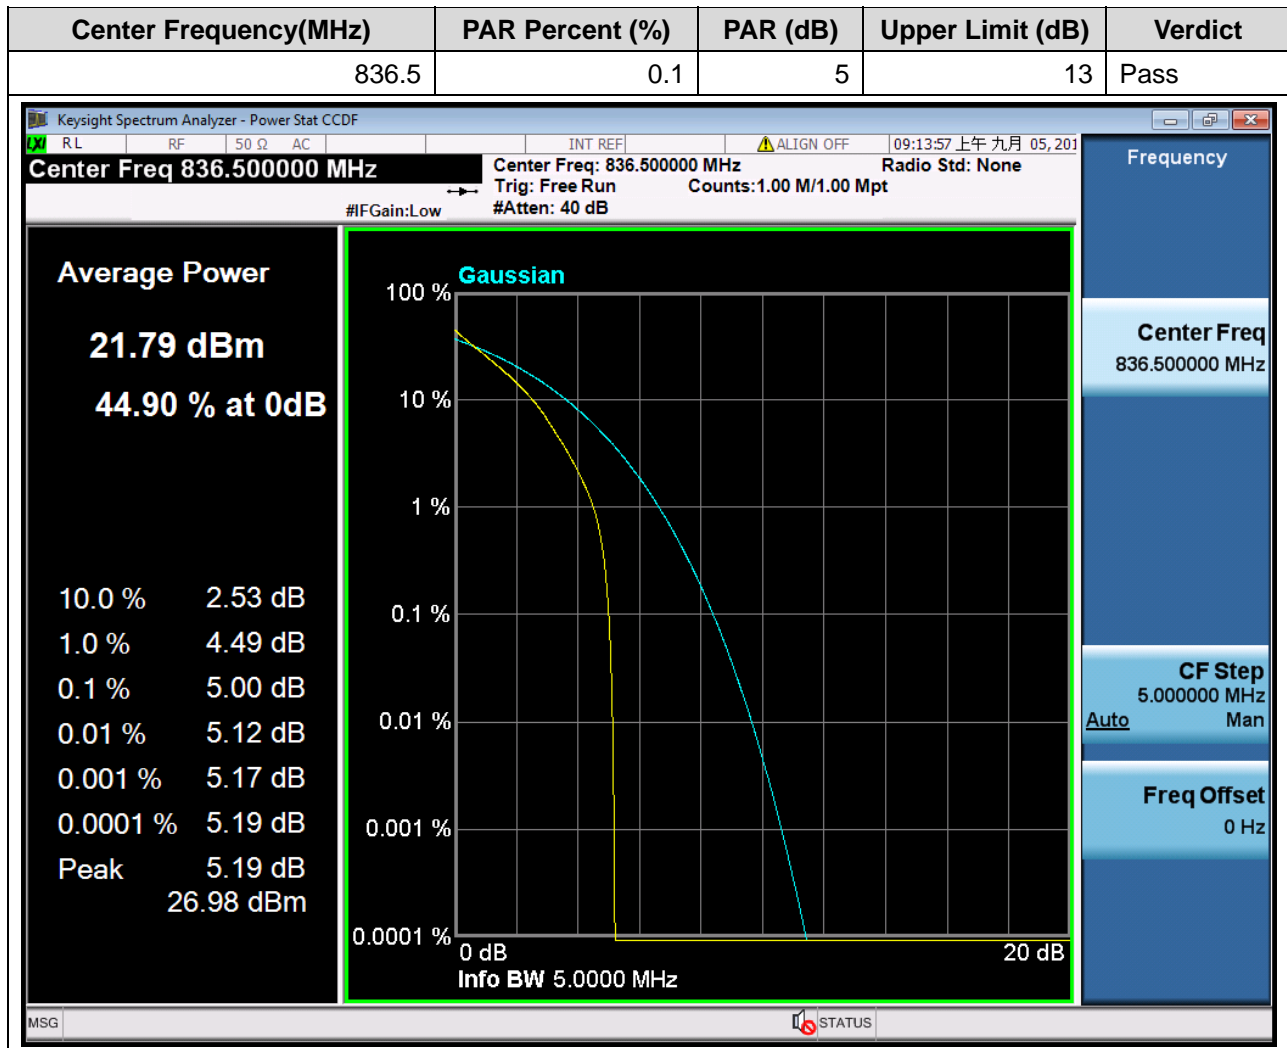 Center Frequency(MHz) PAR Percent (%) PAR (dB) Upper Limit (dB) Verdict
836.5 0.1 5 13 Pass
Keysight Spectrum Analyzer - Power Stat CCDF
LXI RL RF 50 Ω AC INT REF ALIGN OFF 09:13:57 上午 九月 05, 201
Center Freq 836.500000 MHz
Center Freq: 836.500000 MHz Radio Std: None
Trig: Free Run Counts:1.00 M/1.00 Mpt
#IFGain:Low #Atten: 40 dB
Average Power
21.79 dBm
44.90 % at 0dB
10.0 % 2.53 dB
1.0 % 4.49 dB
0.1 % 5.00 dB
0.01 % 5.12 dB
0.001 % 5.17 dB
0.0001 % 5.19 dB
Peak 5.19 dB
26.98 dBm
Gaussian
100 %
10 %
1 %
0.1 %
0.01 %
0.001 %
0.0001 %
0 dB 20 dB
Info BW 5.0000 MHz
Frequency
Center Freq
836.500000 MHz
CF Step
5.000000 MHz
Auto Man
Freq Offset
0 Hz
MSG STATUS